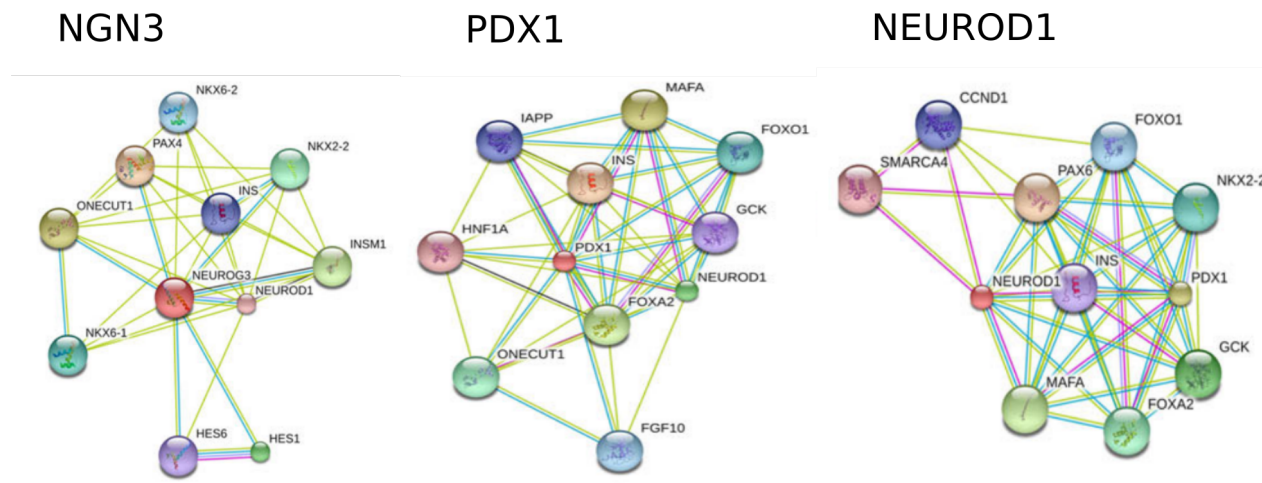 NGN3
NKX6-2
PAX4
NKX2-2
INS
ONECUT1
INSM1
NEUROG3
NEUROD1
NKX6-1
HES6
HES1
PDX1
MAFA
IAPP
FOXO1
INS
GCK
HNF1A
PDX1
NEUROD1
FOXA2
ONECUT1
FGF10
NEUROD1
CCND1
FOXO1
SMARCA4
PAX6
NKX2-2
INS
NEUROD1
PDX1
GCK
MAFA
FOXA2